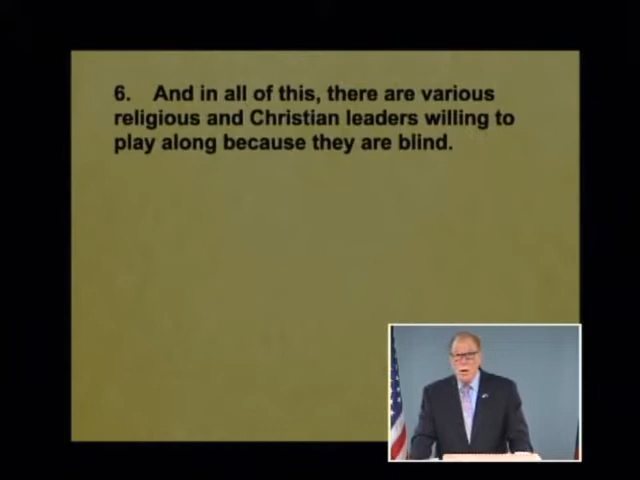 6. And in all of this, there are various
religious and Christian leaders willing to
play along because they are blind.